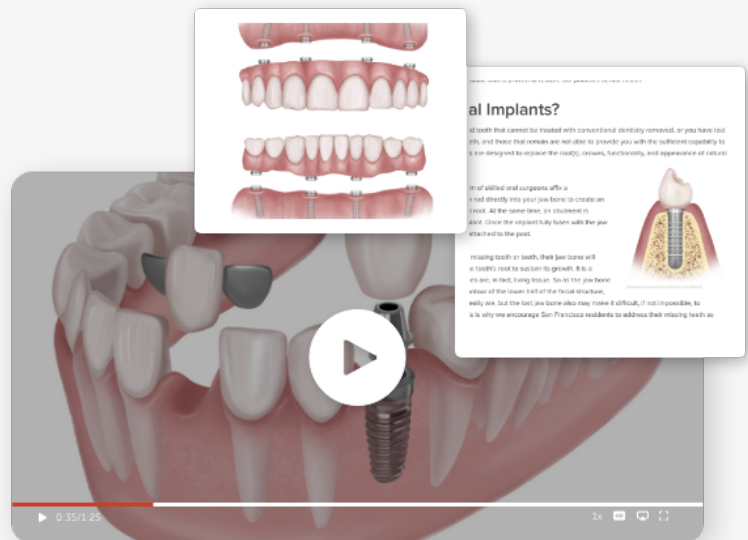 al Implants?
d tooth that cannot be treated with conventional dentistry removed, or you have lost
eth, and those that remain are not able to provide you with the sufficient capability to
s are designed to replace the root(s), crowns, functionality, and appearance of natural
m of skilled oral surgeons affix a
n rod directly into your jaw bone to create an
l root. At the same time, an abutment is
plant. Once the implant fully fuses with the jaw
attached to the post.
missing tooth or teeth, their jaw bone will
e tooth's root to sustain its growth. It is a
es are, in fact, living tissue. So as the jaw bone
ontour of the lower half of the facial structure,
eally are, but the lost jaw bone also may make it difficult, if not impossible, to
s is why we encourage San Francisco residents to address their missing teeth as
0:35/1:25
1x